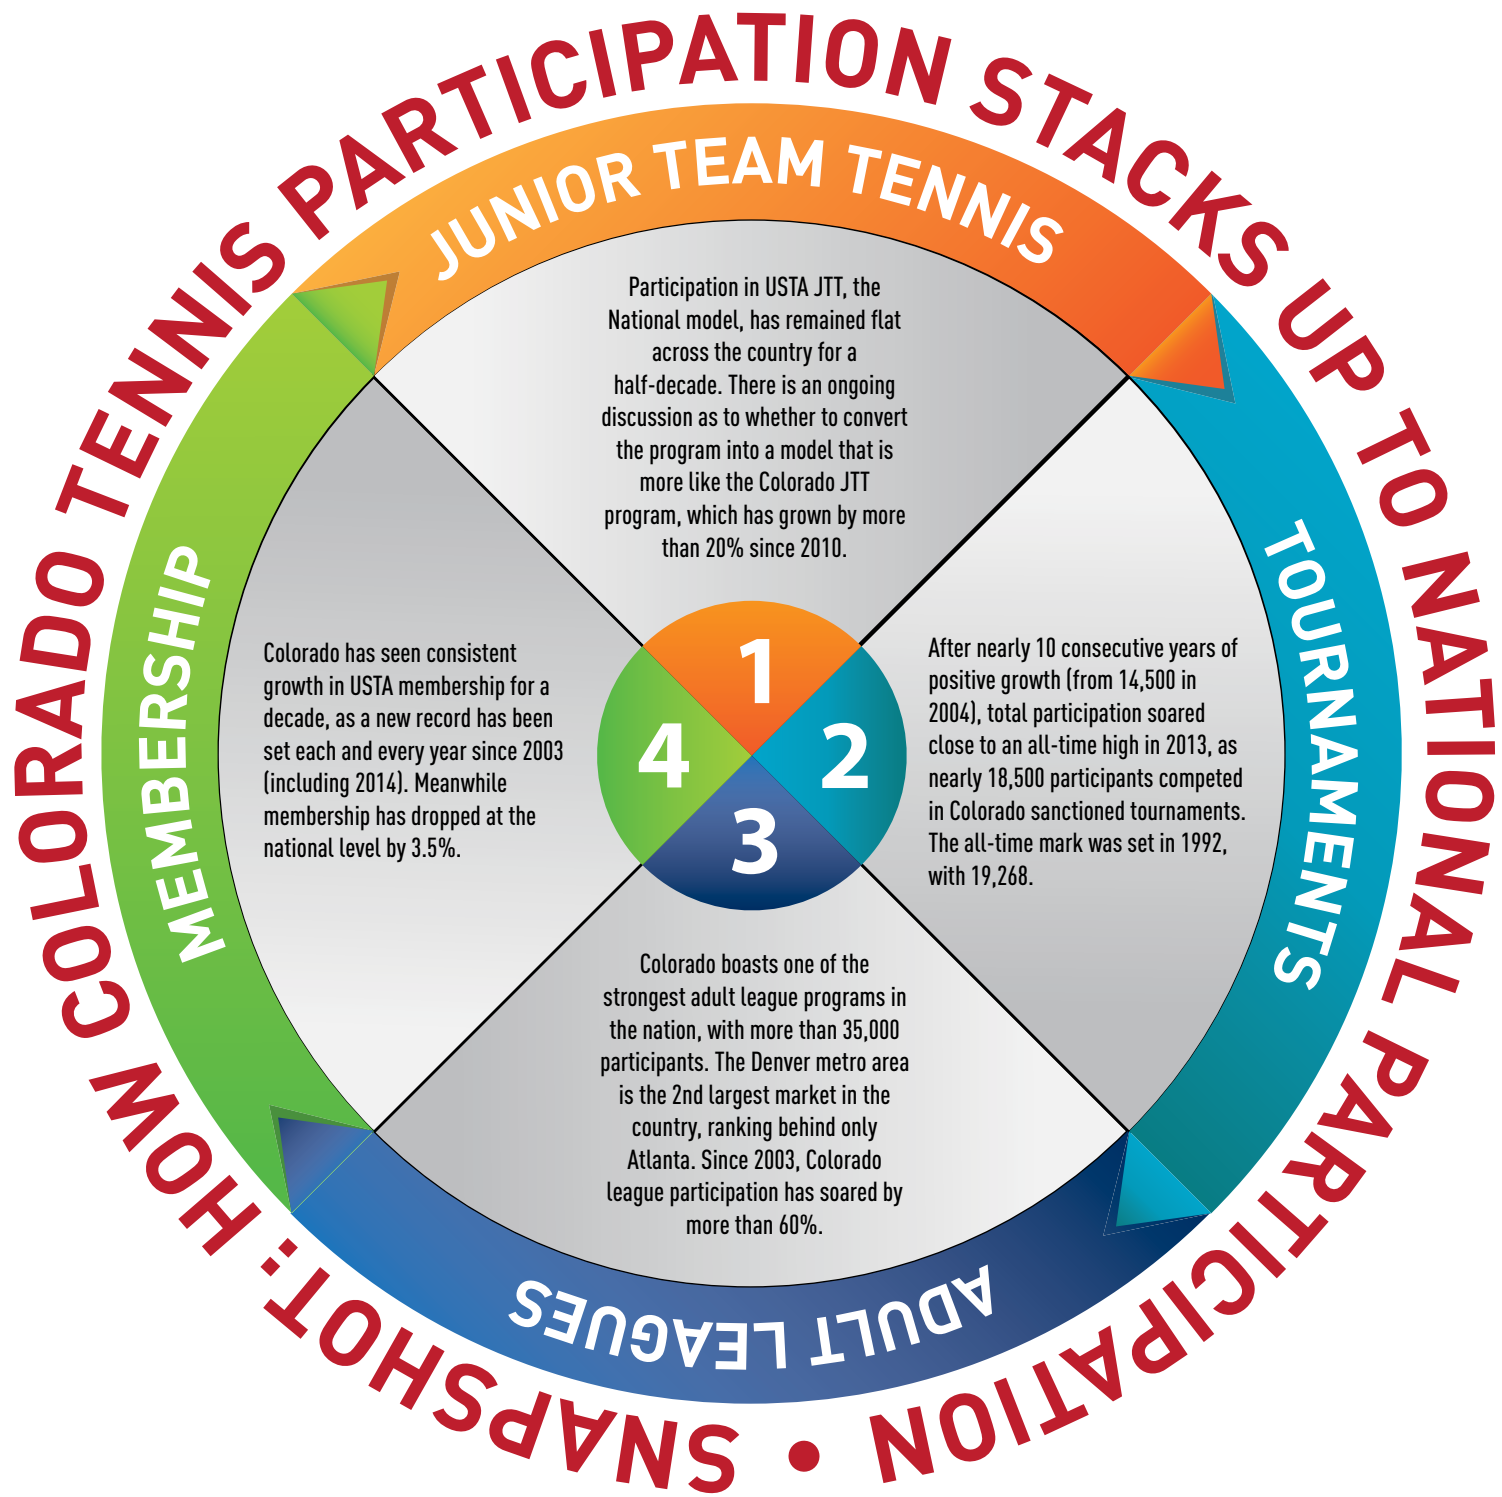 SNAPSHOT: HOW COLORADO TENNIS PARTICIPATION STACKS UP TO NATIONAL PARTICIPATION •
JUNIOR TEAM TENNIS
Participation in USTA JTT, the
National model, has remained flat
across the country for a
half-decade. There is an ongoing
discussion as to whether to convert
the program into a model that is
more like the Colorado JTT
program, which has grown by more
than 20% since 2010.
1
TOURNAMENTS
After nearly 10 consecutive years of
positive growth (from 14,500 in
2004), total participation soared
close to an all-time high in 2013, as
nearly 18,500 participants competed
in Colorado sanctioned tournaments.
The all-time mark was set in 1992,
with 19,268.
2
ADULT LEAGUES
3
Colorado boasts one of the
strongest adult league programs in
the nation, with more than 35,000
participants. The Denver metro area
is the 2nd largest market in the
country, ranking behind only
Atlanta. Since 2003, Colorado
league participation has soared by
more than 60%.
MEMBERSHIP
Colorado has seen consistent
growth in USTA membership for a
decade, as a new record has been
set each and every year since 2003
(including 2014). Meanwhile
membership has dropped at the
national level by 3.5%.
4